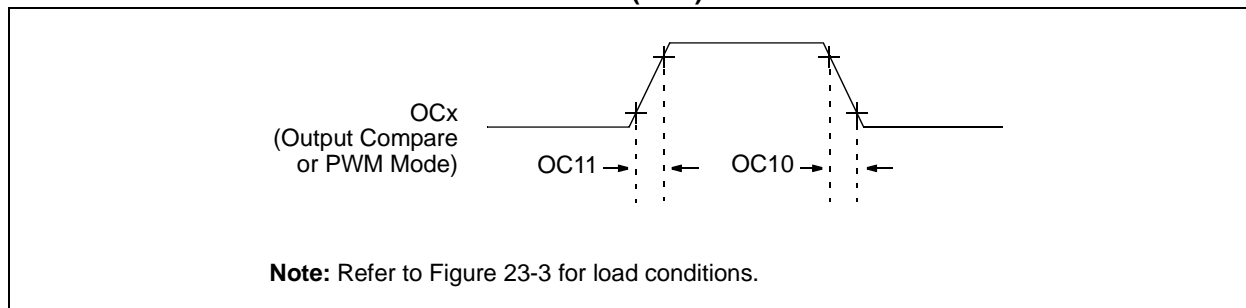 OCx
(Output Compare
or PWM Mode)
OC11
OC10
Note: Refer to Figure 23-3 for load conditions.